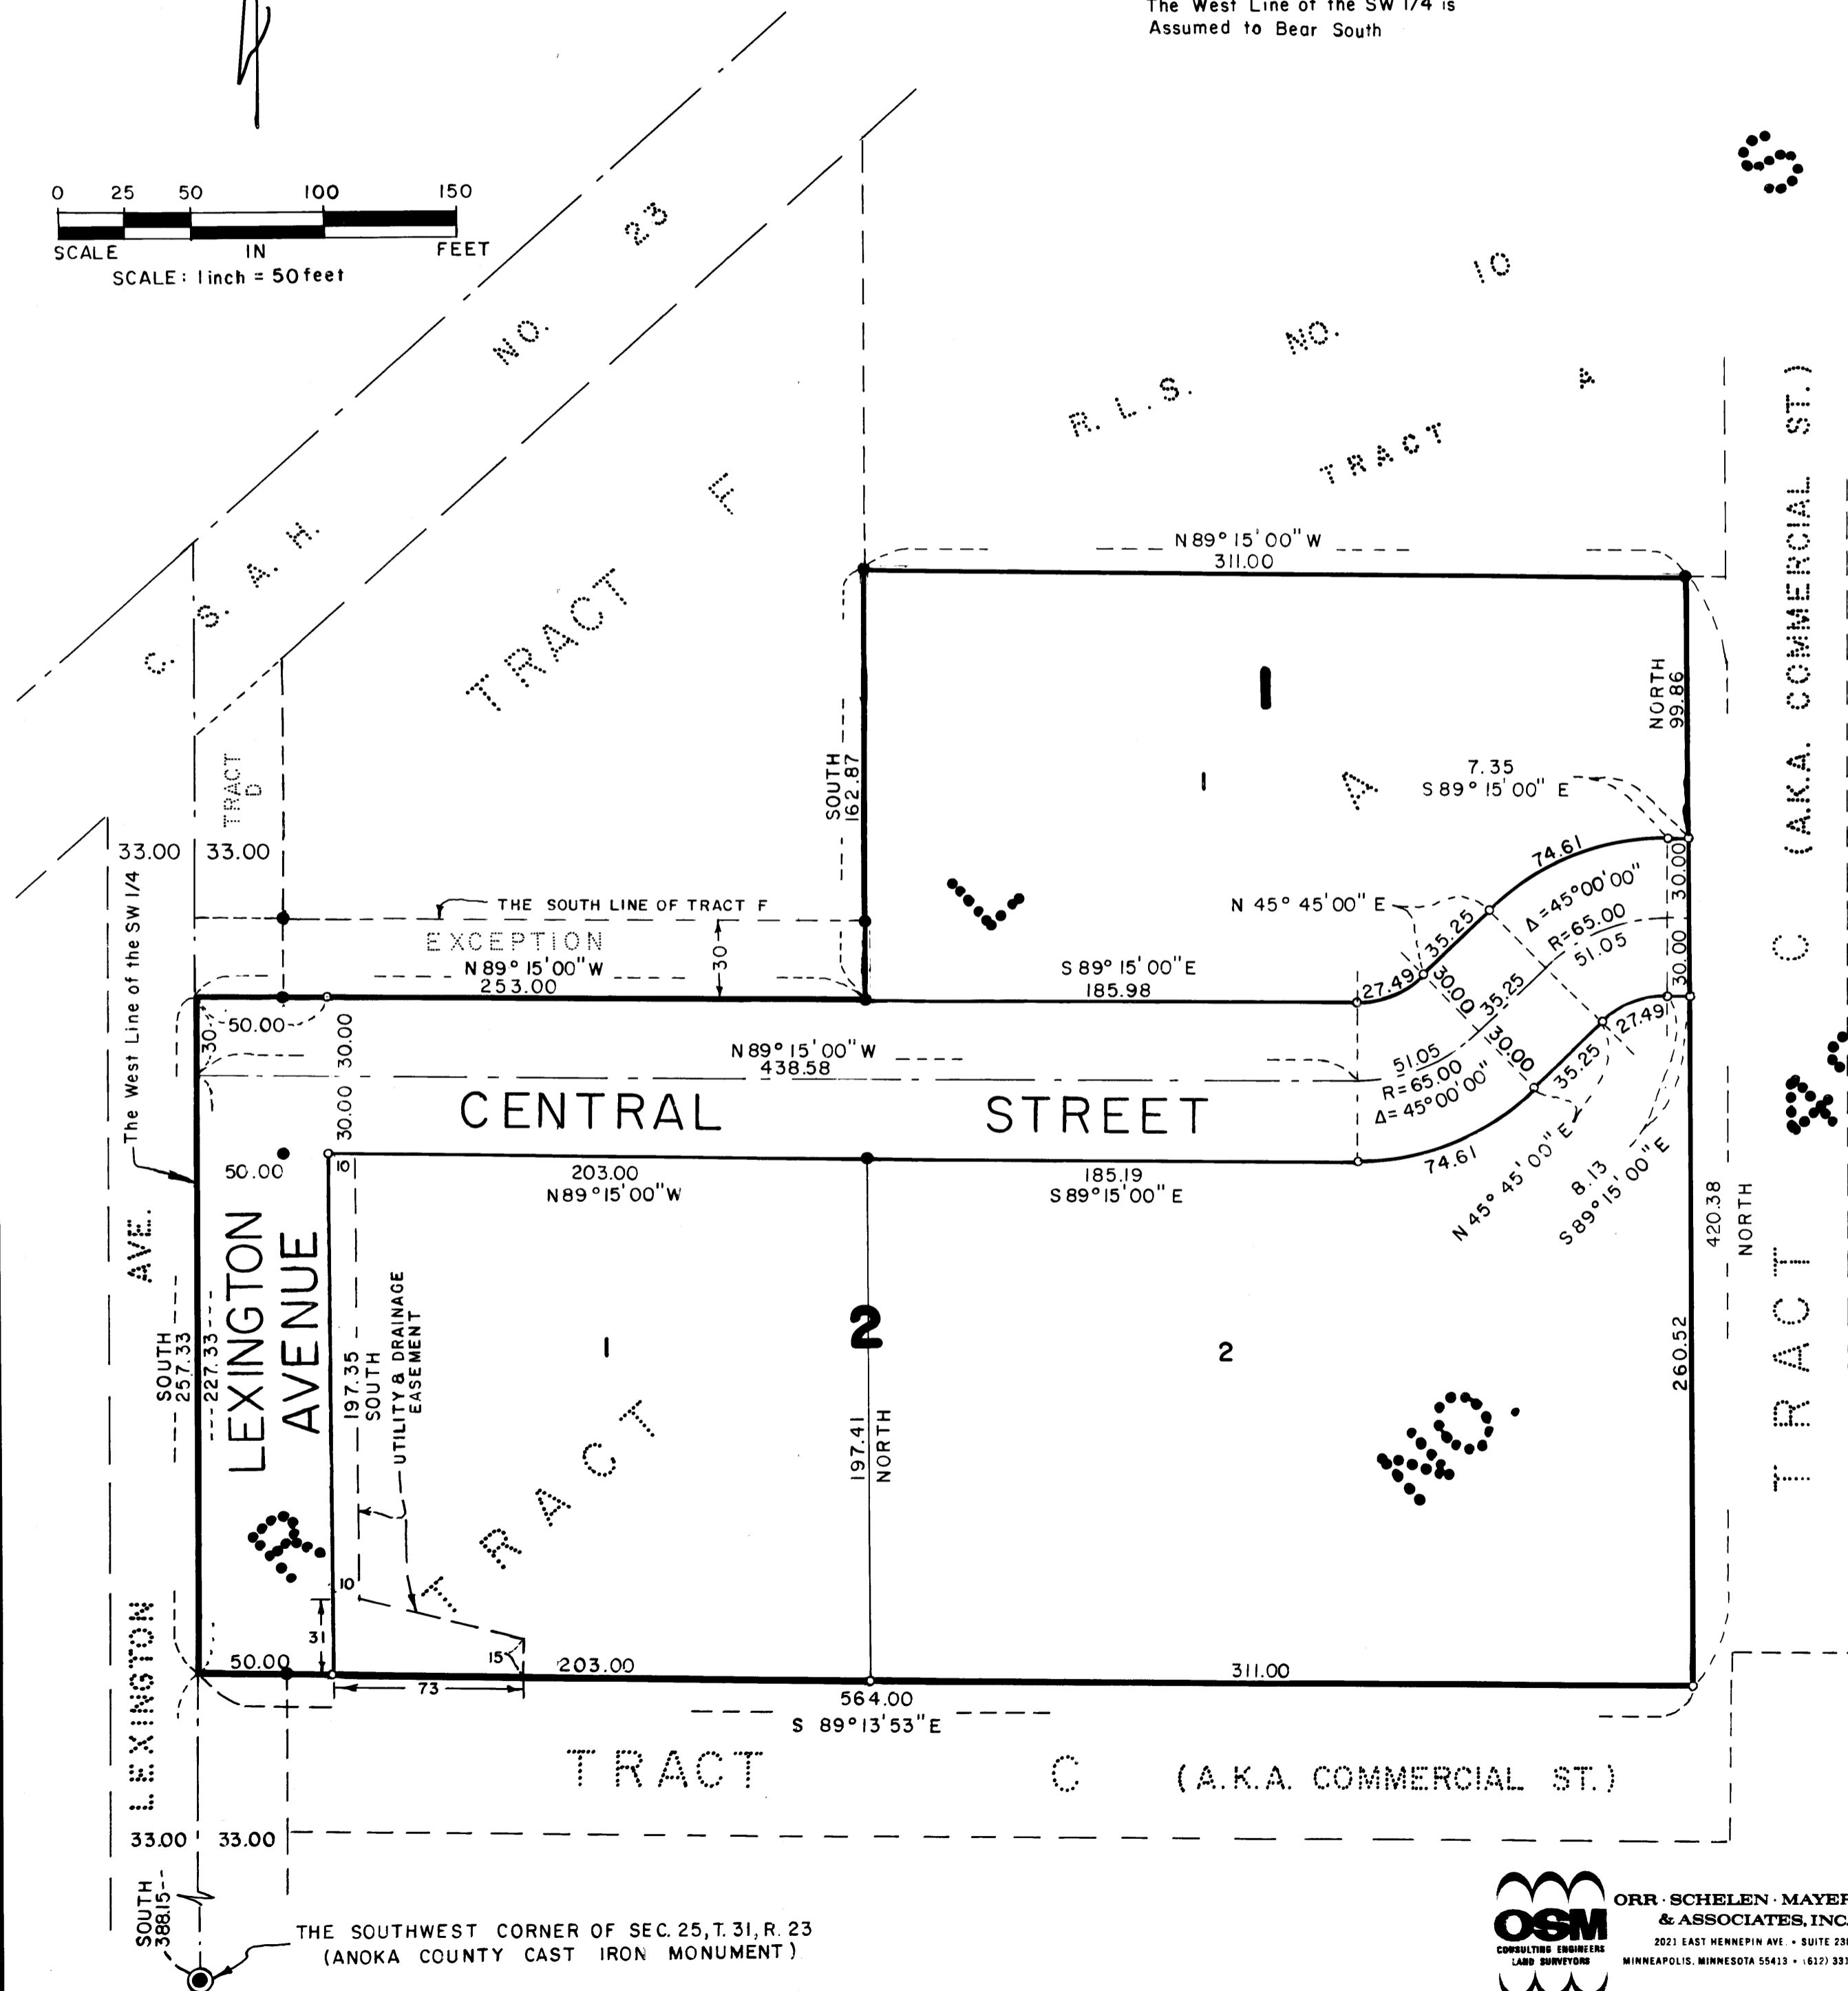 The West Line of the SW 1/4 is
Assumed to Bear South
0 25 50 100 150
SCALE IN FEET
SCALE: 1 inch = 50 feet
C. S. A. H. NO. 23
R. L. S. NO. 10
TRACT A
S
TRACT F
TRACT D
33.00 33.00
N 89° 15' 00" W
311.00
NORTH
99.86
SOUTH
162.87
1
1
A
L
7.35
S 89° 15' 00" E
74.61
N 45° 45' 00" E
35.25
Δ = 45° 00' 00"
R = 65.00
51.05
30.00
30.00
THE SOUTH LINE OF TRACT F
EXCEPTION
30
N 89° 15' 00" W
253.00
S 89° 15' 00" E
185.98
27.49
30.00
35.25
30.00
27.49
50.00
30
30.00
30.00
N 89° 15' 00" W
438.58
51.05
R = 65.00
Δ = 45° 00' 00"
35.25
CENTRAL STREET
The West Line of the SW 1/4
50.00
10
203.00
N 89° 15' 00" W
185.19
S 89° 15' 00" E
74.61
N 45° 45' 00" E
8.13
S 89° 15' 00" E
420.38
NORTH
260.52
LEXINGTON
AVENUE
SOUTH
257.33
227.33
197.35
SOUTH
UTILITY & DRAINAGE
EASEMENT
1
2
2
197.41
NORTH
TRACT
NO.
R
10
31
15
50.00
203.00
311.00
73
564.00
S 89° 13' 53" E
LEXINGTON AVE.
TRACT C (A.K.A. COMMERCIAL ST.)
TRACT C (AKA. COMMERCIAL ST.)
33.00 33.00
SOUTH
388.15
THE SOUTHWEST CORNER OF SEC. 25, T. 31, R. 23
(ANOKA COUNTY CAST IRON MONUMENT)
OSM
CONSULTING ENGINEERS
LAND SURVEYORS
ORR · SCHELEN · MAYER
& ASSOCIATES, INC.
2021 EAST HENNEPIN AVE. • SUITE 238
MINNEAPOLIS, MINNESOTA 55413 • (612) 331